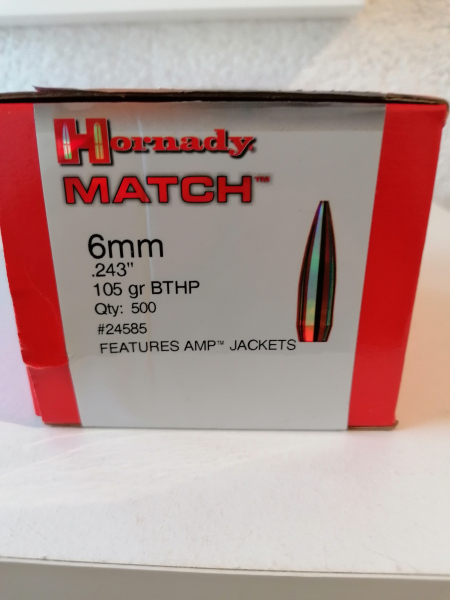 Hornady.
MATCH™
6mm
.243"
105 gr BTHP
Qty: 500
#24585
FEATURES AMP™ JACKETS